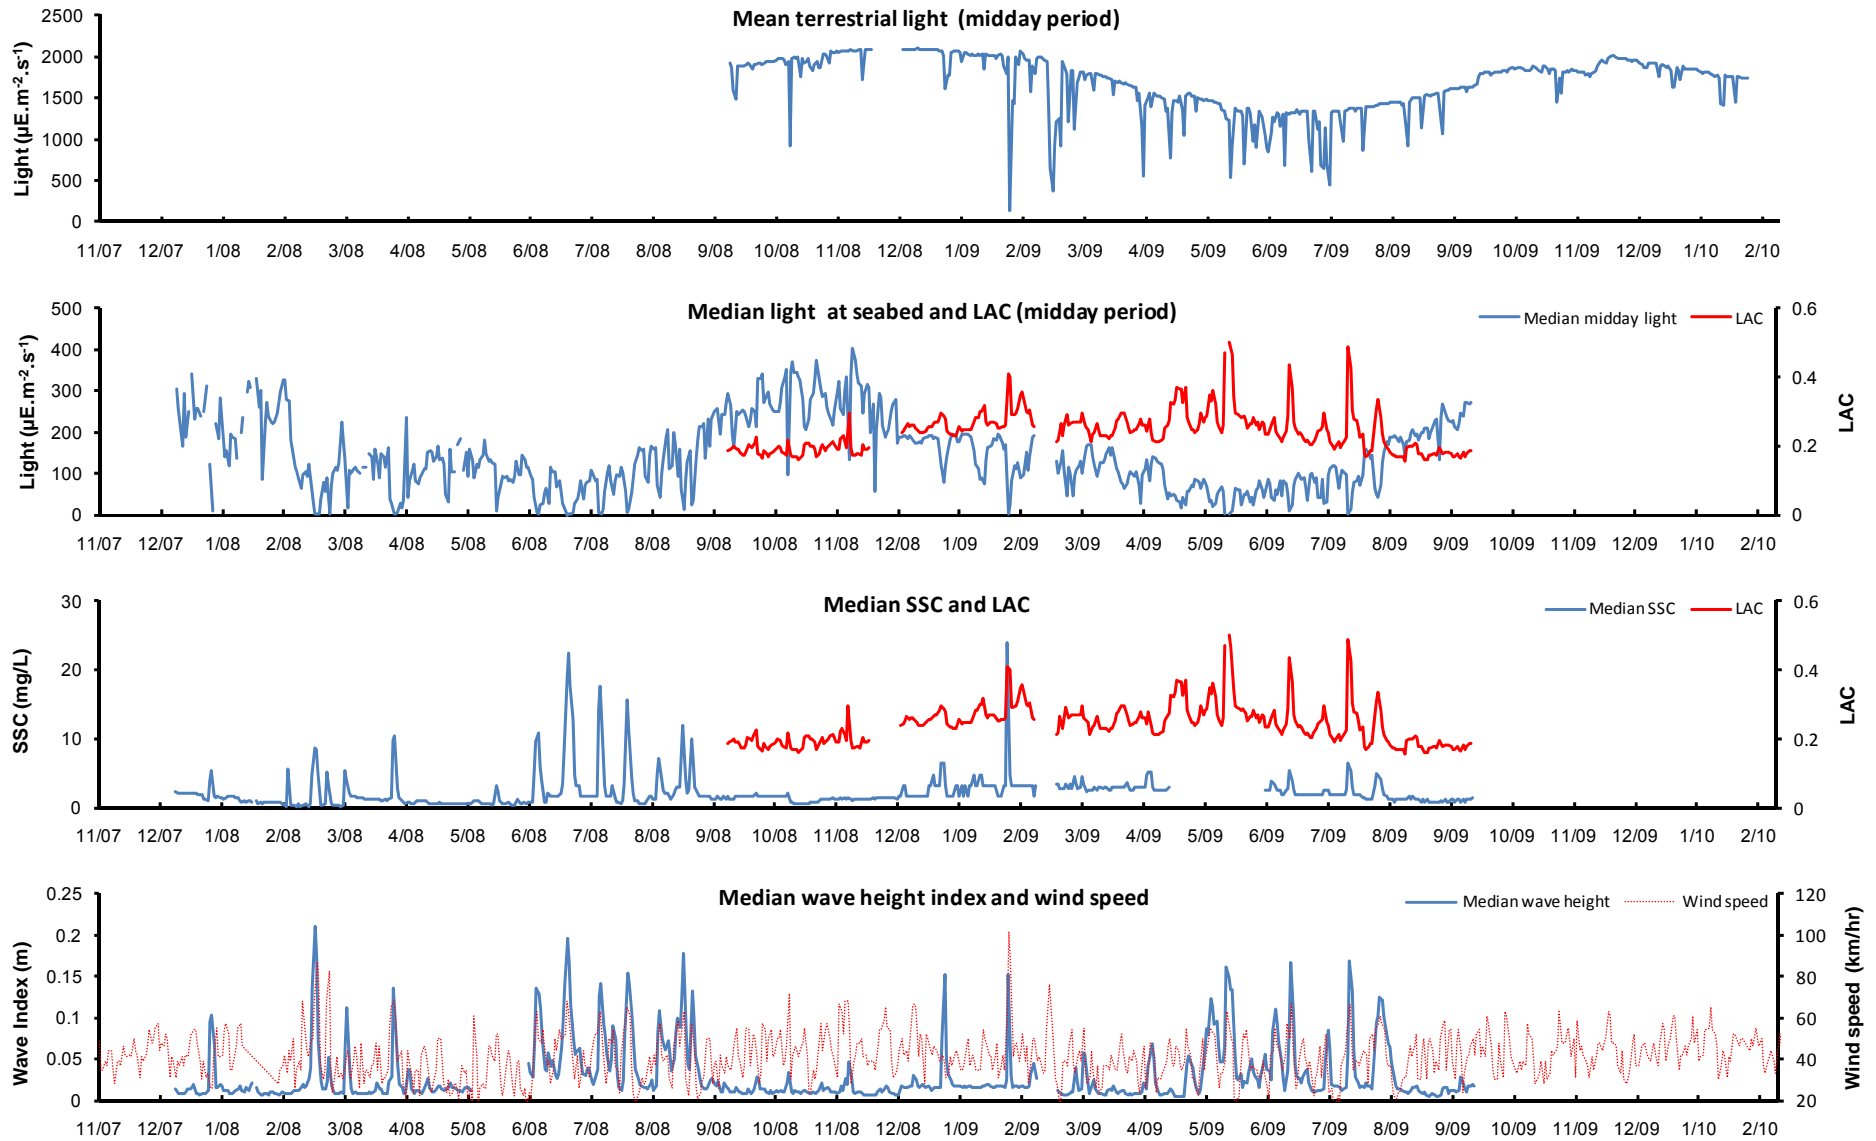 Mean terrestrial light (midday period)
Light (µE.m-2.s-1)
2500
2000
1500
1000
500
0
11/07 12/07 1/08 2/08 3/08 4/08 5/08 6/08 7/08 8/08 9/08 10/08 11/08 12/08 1/09 2/09 3/09 4/09 5/09 6/09 7/09 8/09 9/09 10/09 11/09 12/09 1/10 2/10
Median light at seabed and LAC (midday period)
Median midday light LAC
Light (µE.m-2.s-1)
500
400
300
200
100
0
0.6
0.4
0.2
0
LAC
11/07 12/07 1/08 2/08 3/08 4/08 5/08 6/08 7/08 8/08 9/08 10/08 11/08 12/08 1/09 2/09 3/09 4/09 5/09 6/09 7/09 8/09 9/09 10/09 11/09 12/09 1/10 2/10
Median SSC and LAC
Median SSC LAC
SSC (mg/L)
30
20
10
0
0.6
0.4
0.2
0
LAC
11/07 12/07 1/08 2/08 3/08 4/08 5/08 6/08 7/08 8/08 9/08 10/08 11/08 12/08 1/09 2/09 3/09 4/09 5/09 6/09 7/09 8/09 9/09 10/09 11/09 12/09 1/10 2/10
Median wave height index and wind speed
Median wave height Wind speed
Wave Index (m)
0.25
0.2
0.15
0.1
0.05
0
120
100
80
60
40
20
Wind speed (km/hr)
11/07 12/07 1/08 2/08 3/08 4/08 5/08 6/08 7/08 8/08 9/08 10/08 11/08 12/08 1/09 2/09 3/09 4/09 5/09 6/09 7/09 8/09 9/09 10/09 11/09 12/09 1/10 2/10